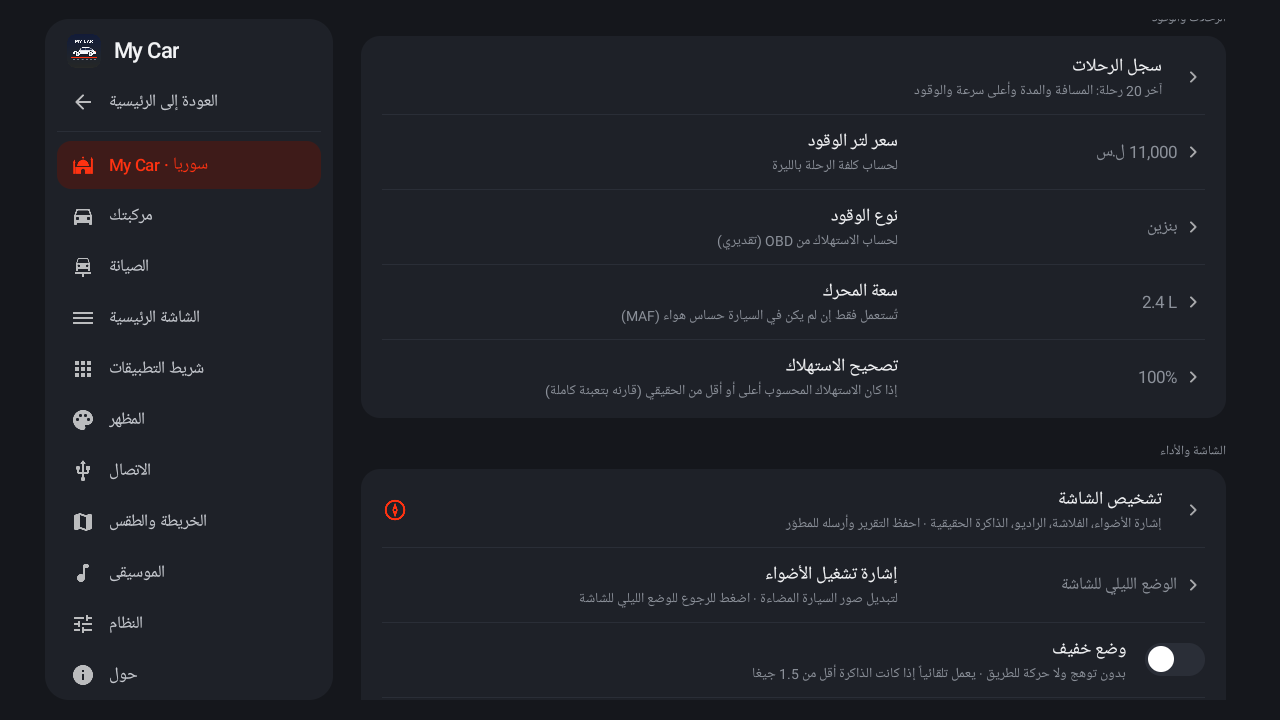 MY CAR
My Car
العودة إلى الرئيسية
My Car · سوريا
مركبتك
الصيانة
الشاشة الرئيسية
شريط التطبيقات
المظهر
الاتصال
الخريطة والطقس
الموسيقى
النظام
حول
الرحلات والوقود
سجل الرحلات
آخر 20 رحلة: المسافة والمدة وأعلى سرعة والوقود
سعر لتر الوقود
لحساب كلفة الرحلة بالليرة
11,000 ل.س
نوع الوقود
لحساب الاستهلاك من OBD (تقديري)
بنزين
سعة المحرك
تُستعمل فقط إن لم يكن في السيارة حساس هواء (MAF)
2.4 L
تصحيح الاستهلاك
إذا كان الاستهلاك المحسوب أعلى أو أقل من الحقيقي (قارنه بتعبئة كاملة)
100%
الشاشة والأداء
تشخيص الشاشة
إشارة الأضواء، الفلاشة، الراديو، الذاكرة الحقيقية · احفظ التقرير وأرسله للمطوّر
إشارة تشغيل الأضواء
لتبديل صور السيارة المضاءة · اضغط للرجوع للوضع الليلي للشاشة
الوضع الليلي للشاشة
وضع خفيف
بدون توهج ولا حركة للطريق · يعمل تلقائياً إذا كانت الذاكرة أقل من 1.5 جيغا